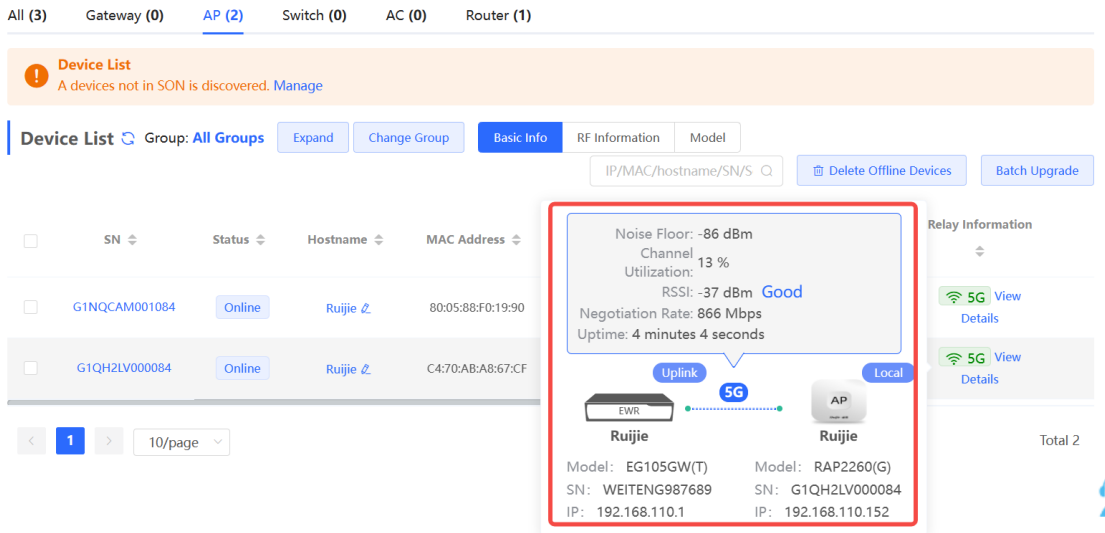 All (3) Gateway (0) AP (2) Switch (0) AC (0) Router (1)
Device List
A devices not in SON is discovered. Manage
Device List Group: All Groups Expand Change Group Basic Info RF Information Model
IP/MAC/hostname/SN/S Delete Offline Devices Batch Upgrade
SN Status Hostname MAC Address Relay Information
G1NQCAM001084 Online Ruijie 80:05:88:F0:19:90 5G View
Details
G1QH2LV000084 Online Ruijie C4:70:AB:A8:67:CF 5G View
Details
1 10/page Total 2
Noise Floor: -86 dBm
Channel
Utilization: 13 %
RSSI: -37 dBm Good
Negotiation Rate: 866 Mbps
Uptime: 4 minutes 4 seconds
Uplink Local
5G
EWR AP
Ruijie Ruijie
Model: EG105GW(T) Model: RAP2260(G)
SN: WEITENG987689 SN: G1QH2LV000084
IP: 192.168.110.1 IP: 192.168.110.152